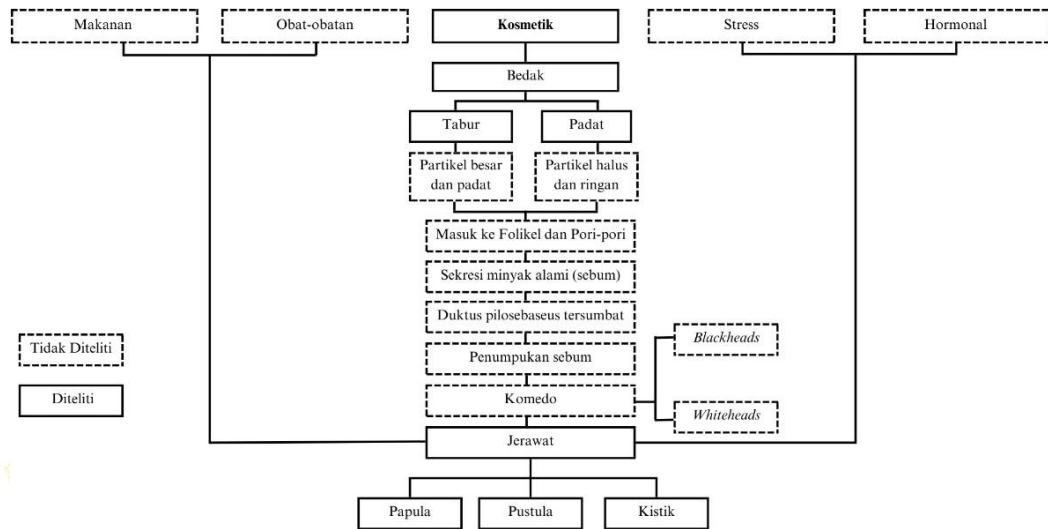 Makanan
Obat-obatan
Kosmetik
Stress
Hormonal
Bedak
Tabur
Padat
Partikel besar
dan padat
Partikel halus
dan ringan
Masuk ke Folikel dan Pori-pori
Sekresi minyak alami (sebum)
Duktus pilosebaseus tersumbat
Penumpukan sebum
Komedo
Blackheads
Whiteheads
Tidak Diteliti
Diteliti
Jerawat
Papula
Pustula
Kistik